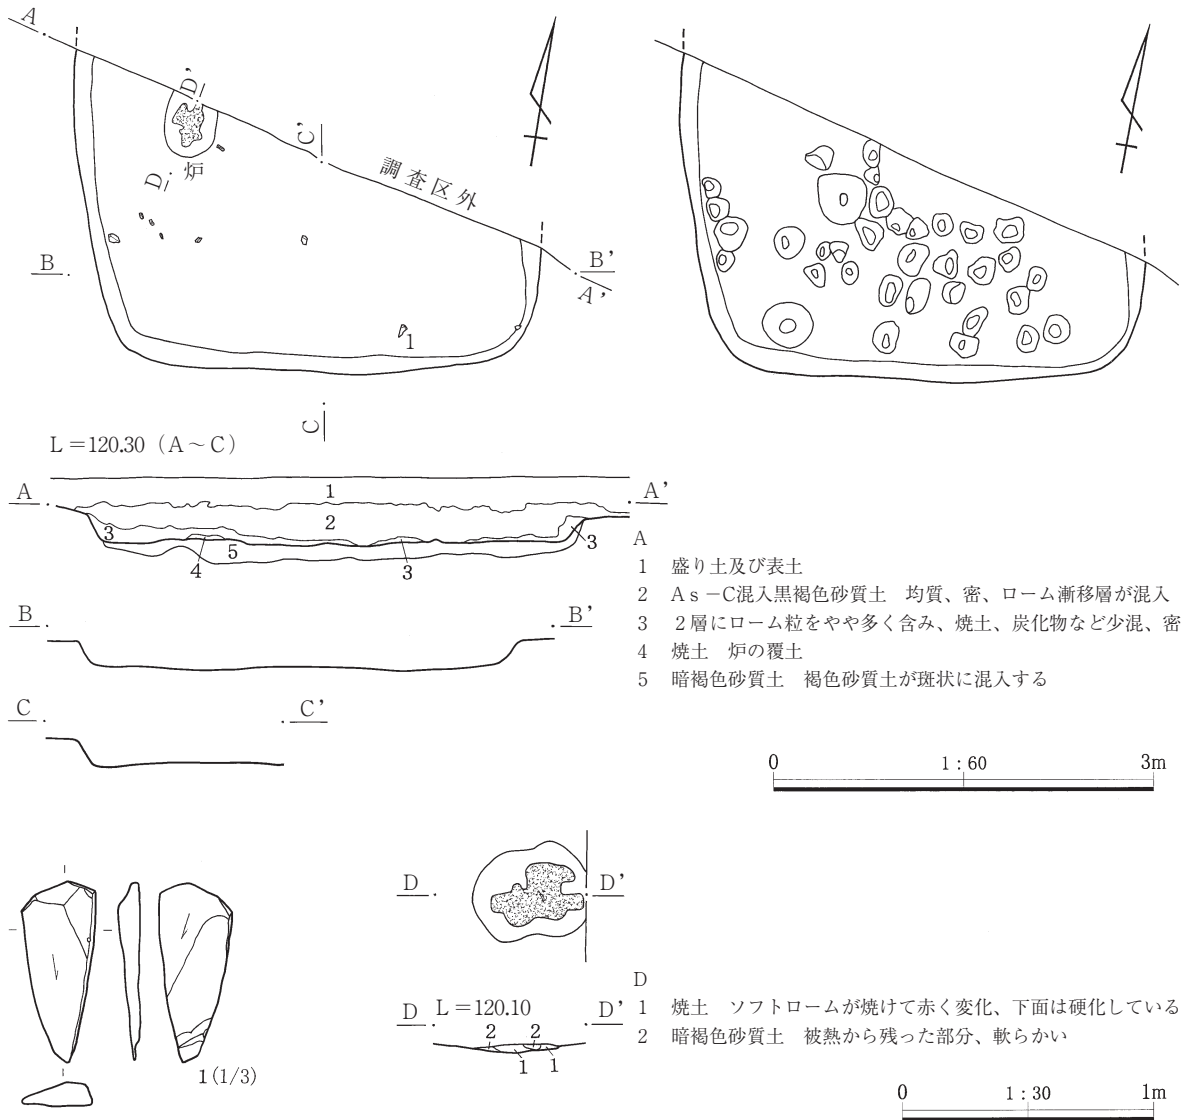 A
D'
C'
炉
D
調査区外
B
B'
A'
1
C
L＝120.30（A～C）
A
A'
1
2
3
5
3
4
3
B
B'
C
C'
A
1　盛り土及び表土
2　As－C混入黒褐色砂質土　均質、密、ローム漸移層が混入
3　２層にローム粒をやや多く含み、焼土、炭化物など少混、密
4　焼土　炉の覆土
5　暗褐色砂質土　褐色砂質土が斑状に混入する
0　1：60　3m
D
D'
D　L＝120.10　D'
2　2
1　1
1(1/3)
D
1　焼土　ソフトロームが焼けて赤く変化、下面は硬化している
2　暗褐色砂質土　被熱から残った部分、軟らかい
0　1：30　1m